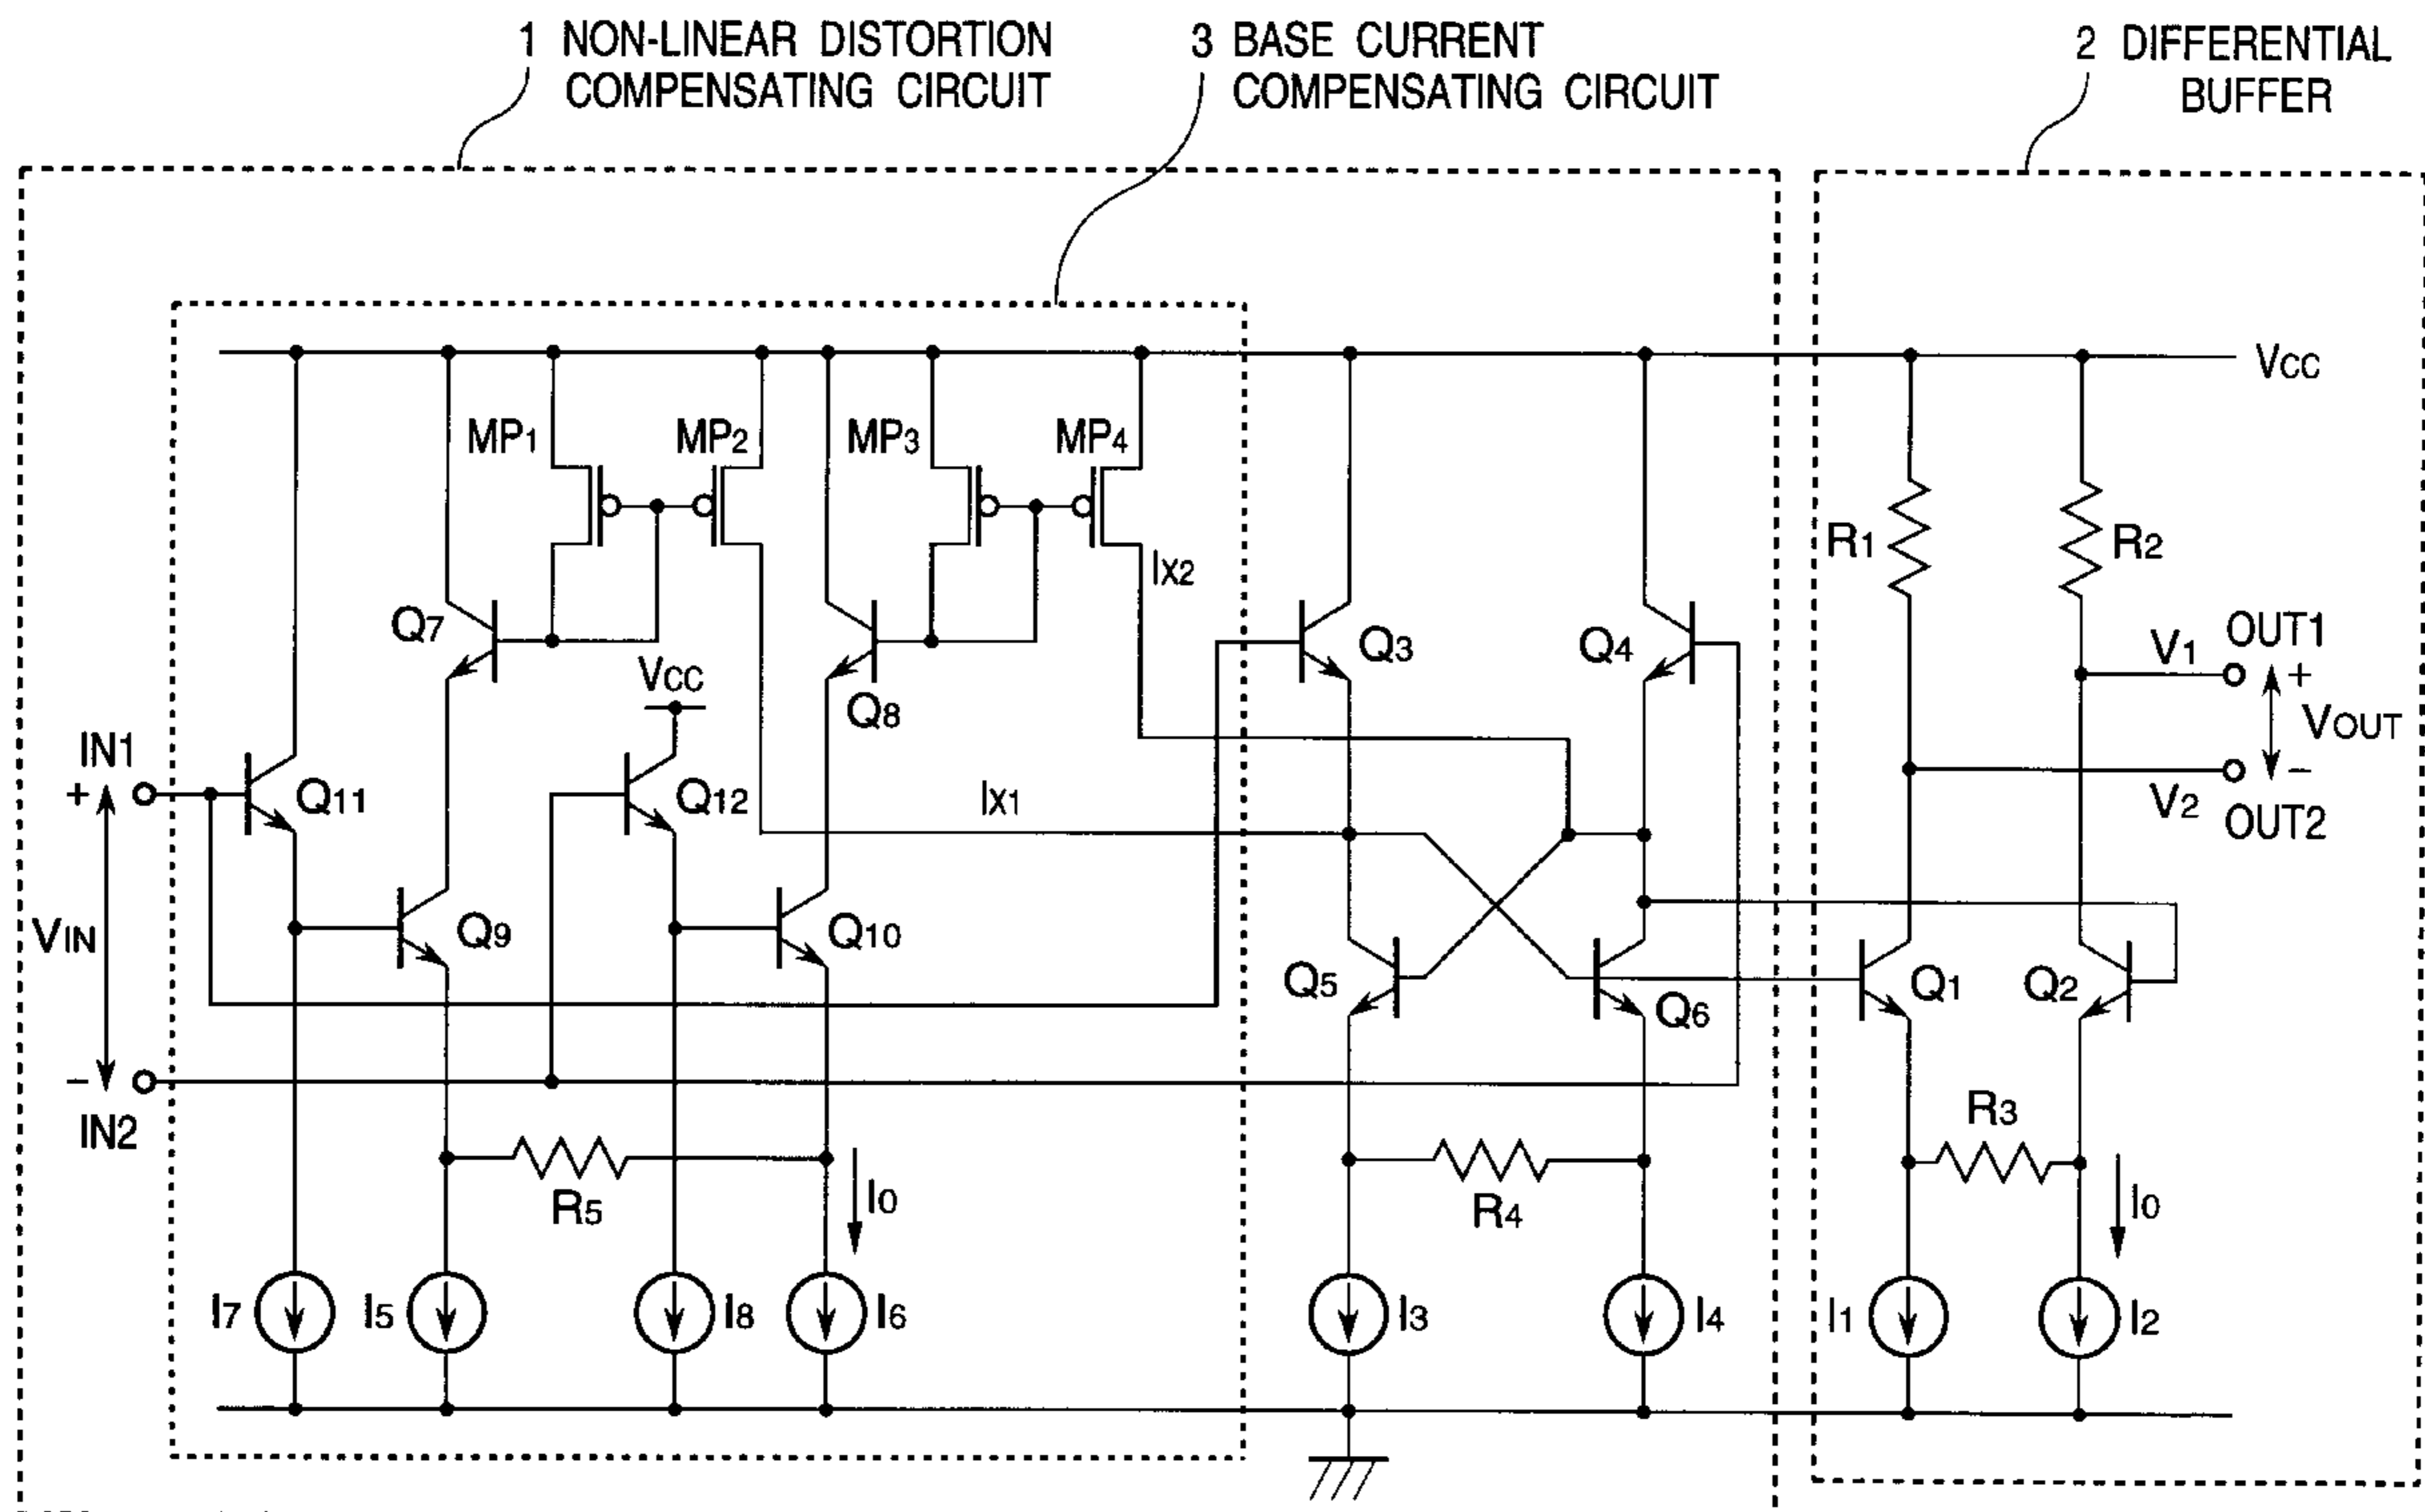 1 NON-LINEAR DISTORTION
COMPENSATING CIRCUIT
3 BASE CURRENT
COMPENSATING CIRCUIT
2 DIFFERENTIAL
BUFFER
VCC
MP1
MP2
MP3
MP4
R1
R2
IX2
Q7
Q8
Q3
Q4
V1
OUT1
+
VOUT
−
V2
OUT2
VCC
IN1
+
Q11
Q12
IX1
VIN
Q9
Q10
Q5
Q6
Q1
Q2
−
IN2
R5
I0
R4
R3
I0
I7
I5
I8
I6
I3
I4
I1
I2